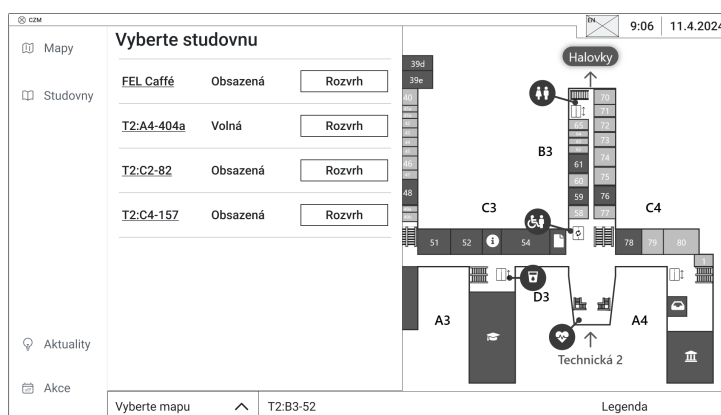 CZM
EN
9:06
11.4.2024
Mapy
Studovny
Aktuality
Akce
Vyberte studovnu
FEL Caffé Obsazená Rozvrh
T2:A4-404a Volná Rozvrh
T2:C2-82 Obsazená Rozvrh
T2:C4-157 Obsazená Rozvrh
Halovky
39d
39e
40
46
48
70
71
65
72
73
B3
74
61
75
60
59
76
58
77
C3
C4
51
52
54
78
79
80
1
D3
A3
A4
Technická 2
Vyberte mapu
T2:B3-52
Legenda